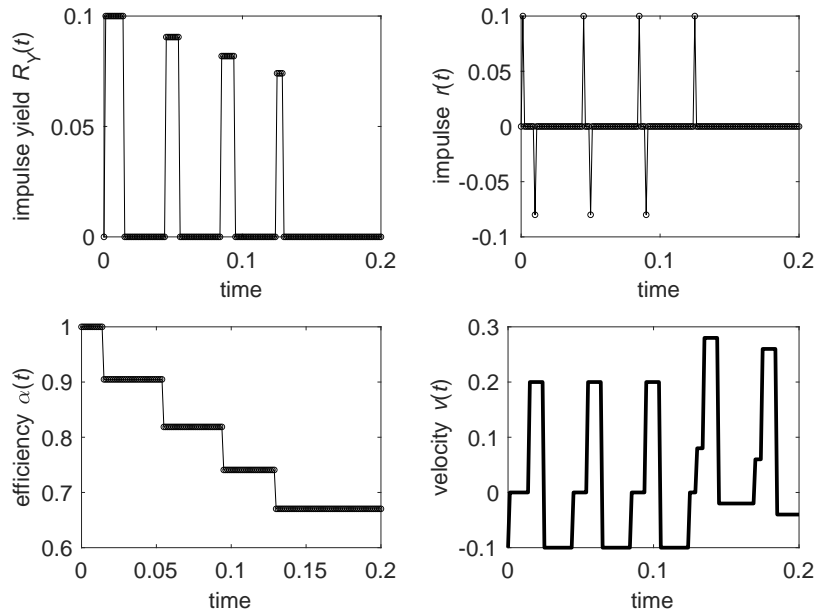 0.1
0.05
0
0 0.1 0.2
time
impulse yield R_Y(t)
0.1
0.05
0
-0.05
-0.1
0 0.1 0.2
time
impulse r(t)
1
0.9
0.8
0.7
0.6
0 0.05 0.1 0.15 0.2
time
efficiency α(t)
0.3
0.2
0.1
0
-0.1
0 0.1 0.2
time
velocity v(t)